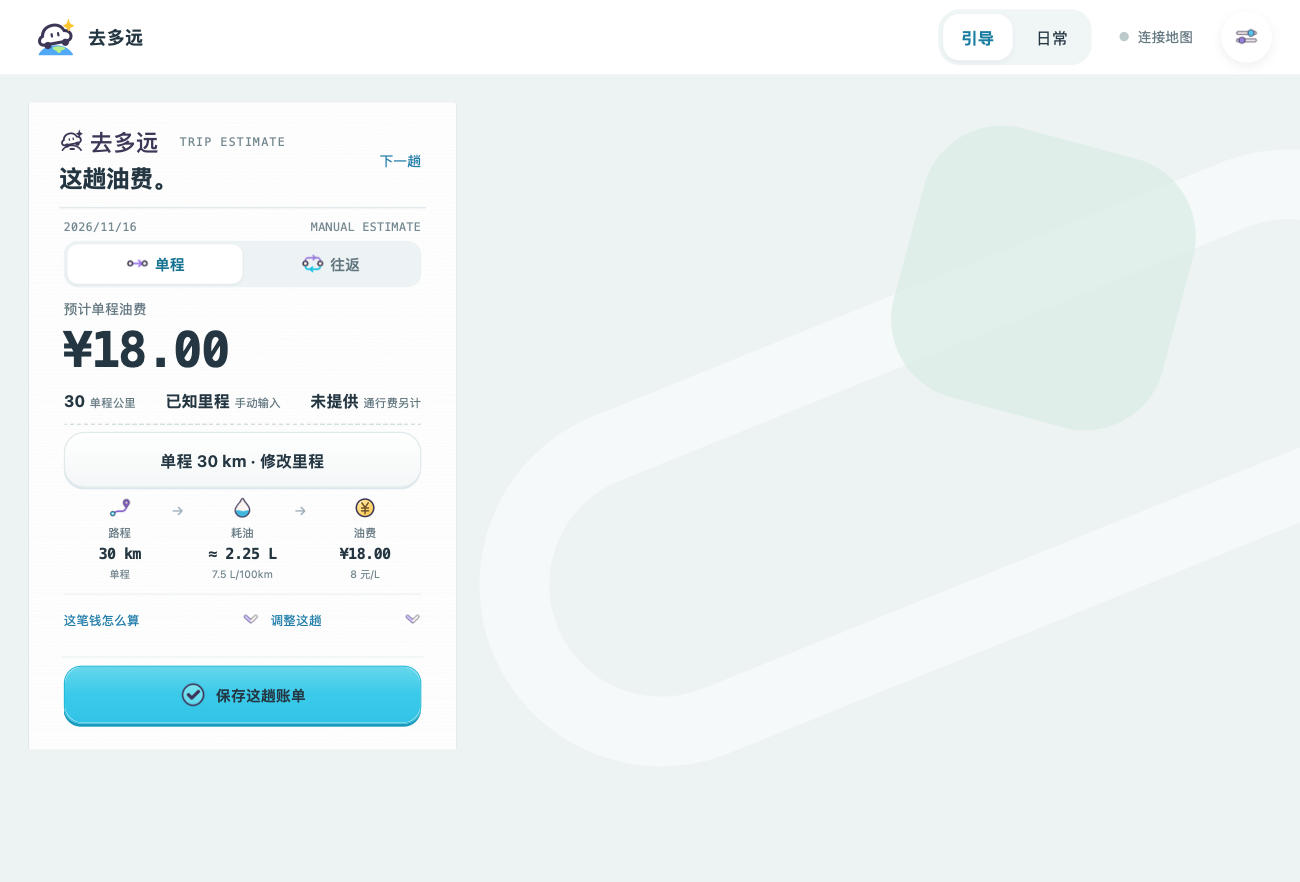 去多远
引导
日常
连接地图
去多远 TRIP ESTIMATE
下一趟
这趟油费。
2026/11/16 MANUAL ESTIMATE
单程
往返
预计单程油费
¥18.00
30 单程公里 已知里程 手动输入 未提供 通行费另计
单程 30 km · 修改里程
→ →
路程 耗油 油费
30 km ≈ 2.25 L ¥18.00
单程 7.5 L/100km 8 元/L
这笔钱怎么算 调整这趟
保存这趟账单